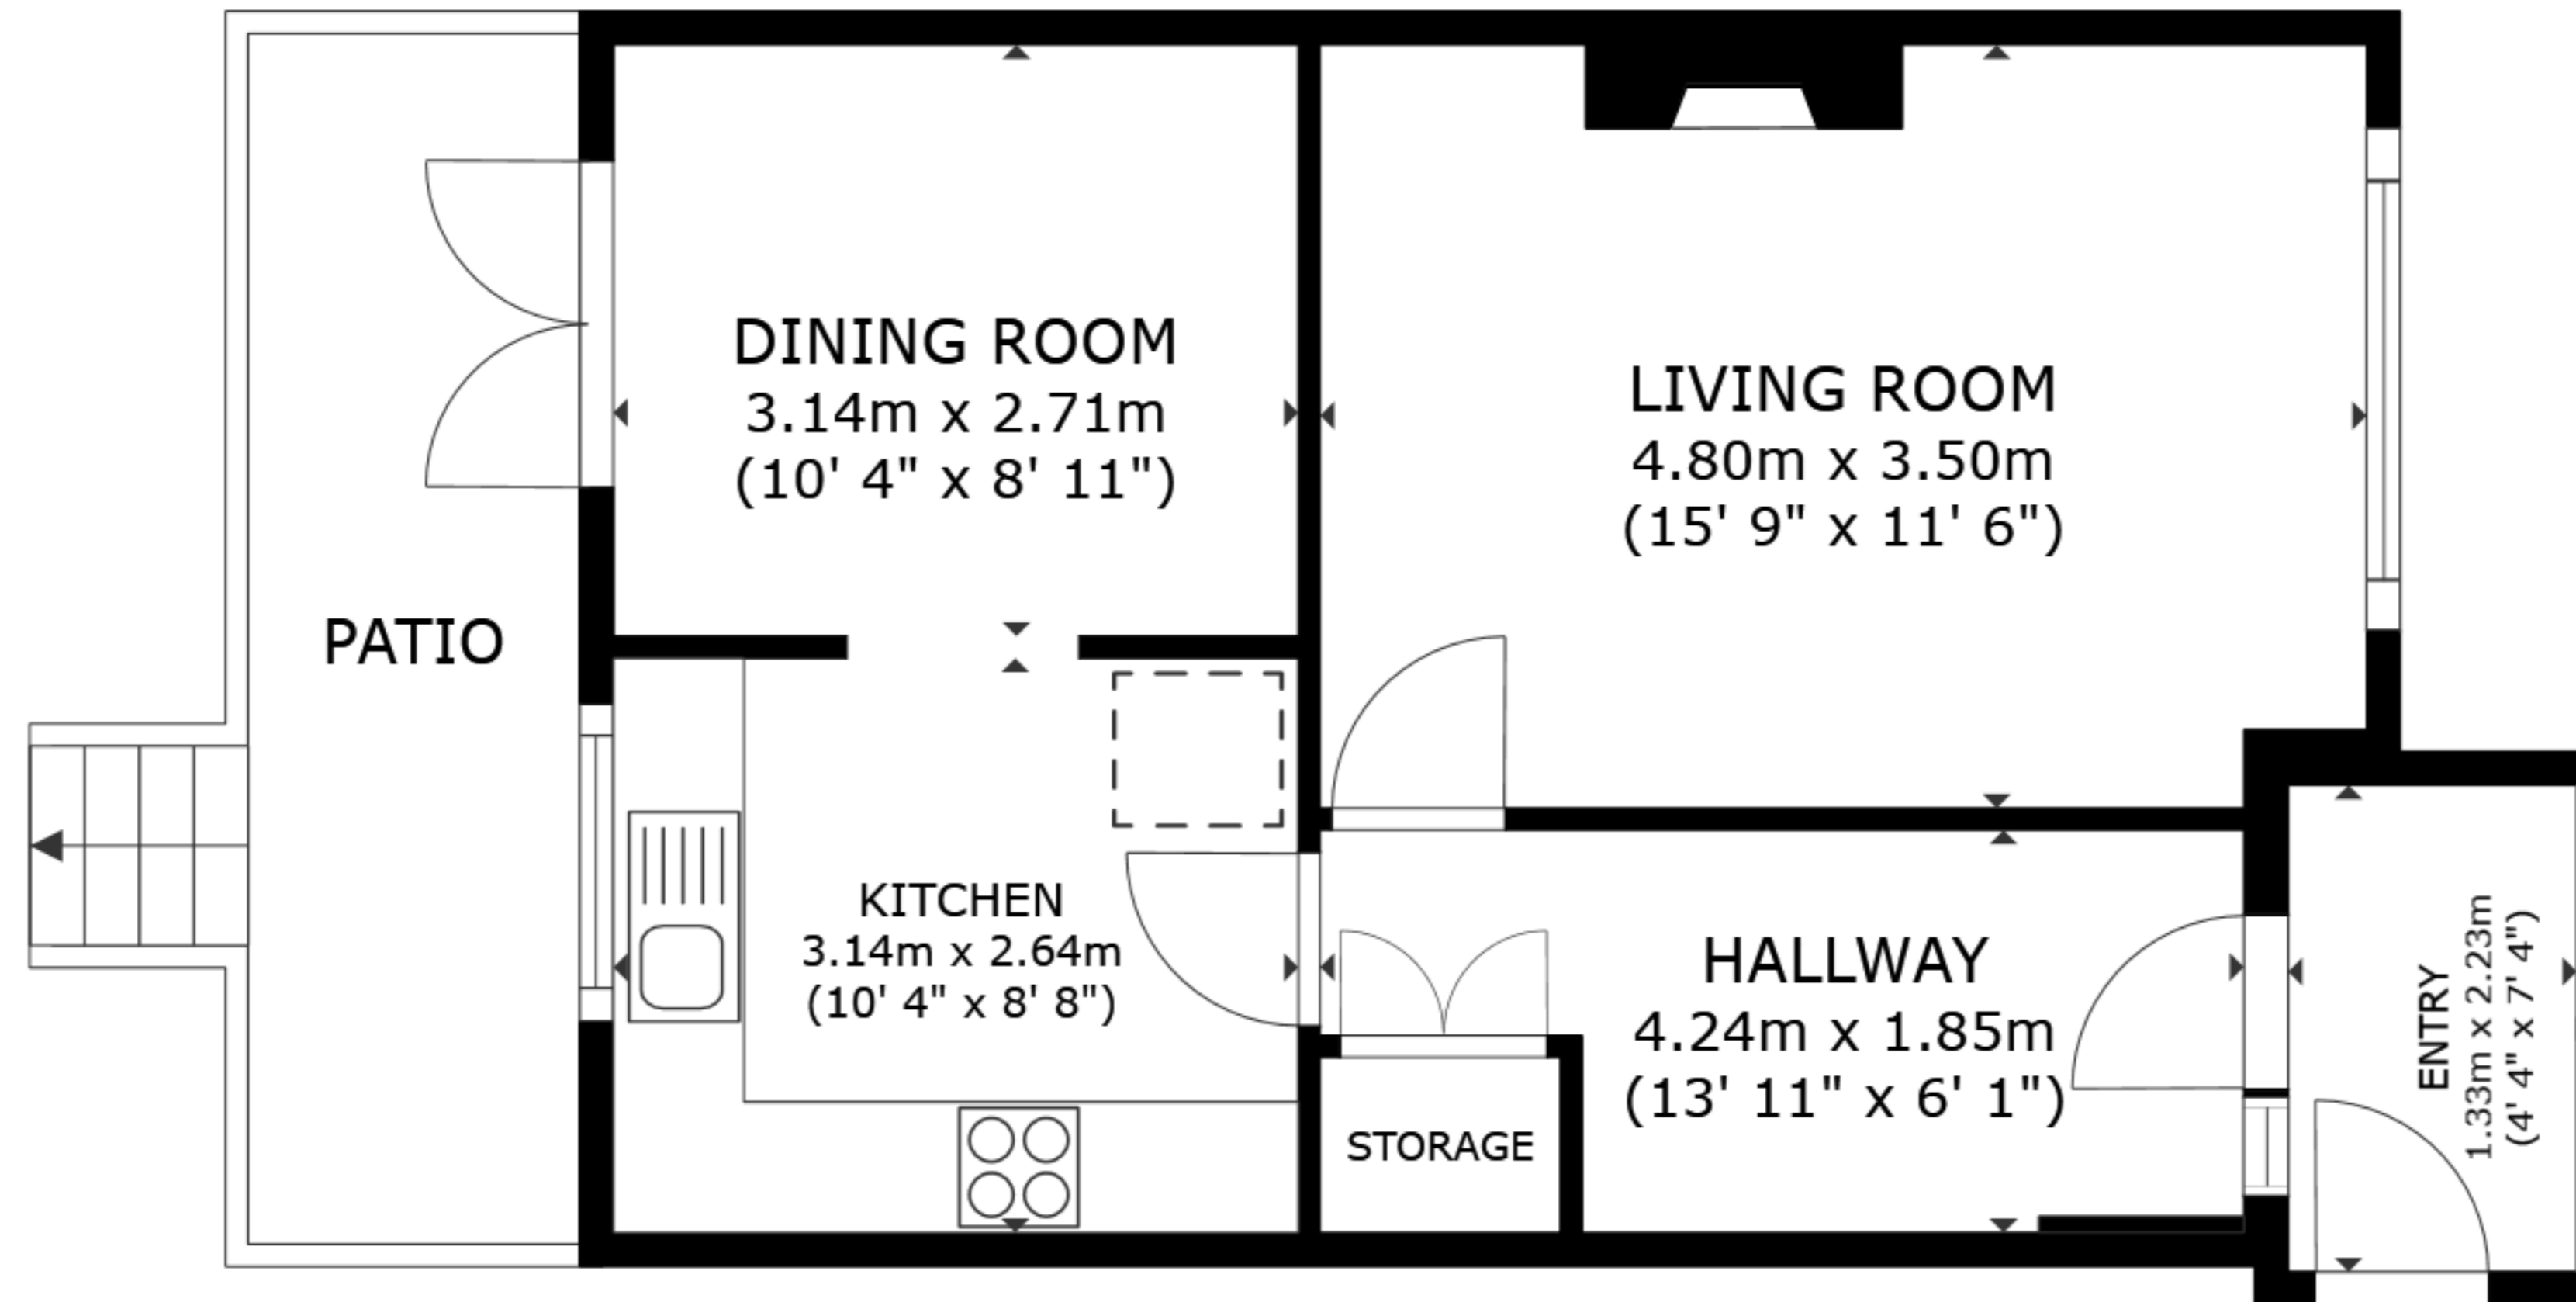 DINING ROOM
3.14m x 2.71m
(10' 4" x 8' 11")
LIVING ROOM
4.80m x 3.50m
(15' 9" x 11' 6")
PATIO
KITCHEN
3.14m x 2.64m
(10' 4" x 8' 8")
HALLWAY
4.24m x 1.85m
(13' 11" x 6' 1")
STORAGE
ENTRY
1.33m x 2.23m
(4' 4" x 7' 4")